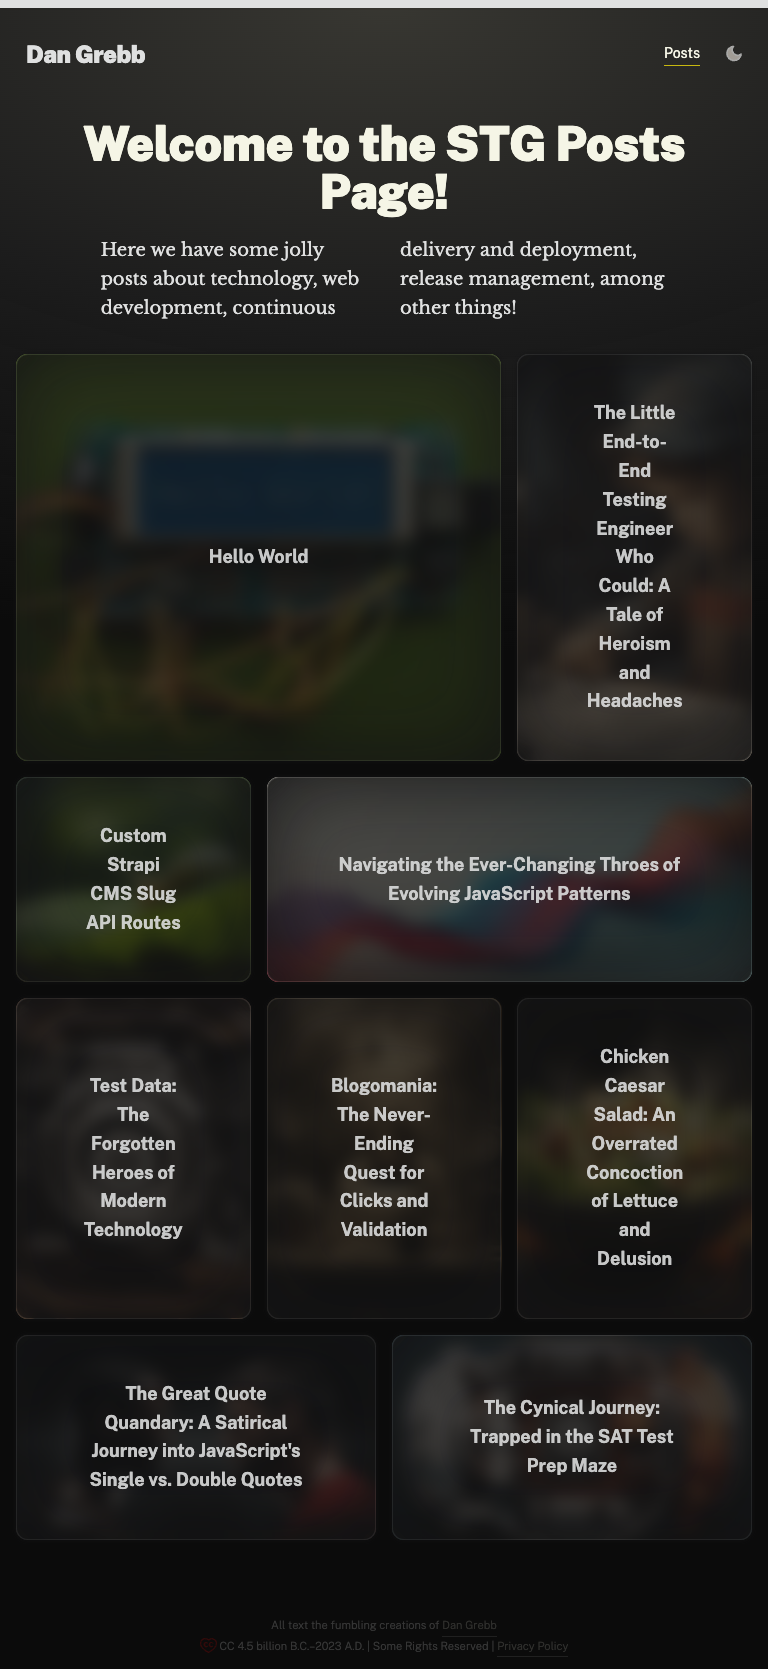 Dan Grebb
Posts
Welcome to the STG Posts
Page!
Here we have some jolly
posts about technology, web
development, continuous
delivery and deployment,
release management, among
other things!
Hello World
The Little
End-to-
End
Testing
Engineer
Who
Could: A
Tale of
Heroism
and
Headaches
Custom
Strapi
CMS Slug
API Routes
Navigating the Ever-Changing Throes of
Evolving JavaScript Patterns
Test Data:
The
Forgotten
Heroes of
Modern
Technology
Blogomania:
The Never-
Ending
Quest for
Clicks and
Validation
Chicken
Caesar
Salad: An
Overrated
Concoction
of Lettuce
and
Delusion
The Great Quote
Quandary: A Satirical
Journey into JavaScript's
Single vs. Double Quotes
The Cynical Journey:
Trapped in the SAT Test
Prep Maze
All text the fumbling creations of Dan Grebb
CC 4.5 billion B.C.–2023 A.D. | Some Rights Reserved | Privacy Policy